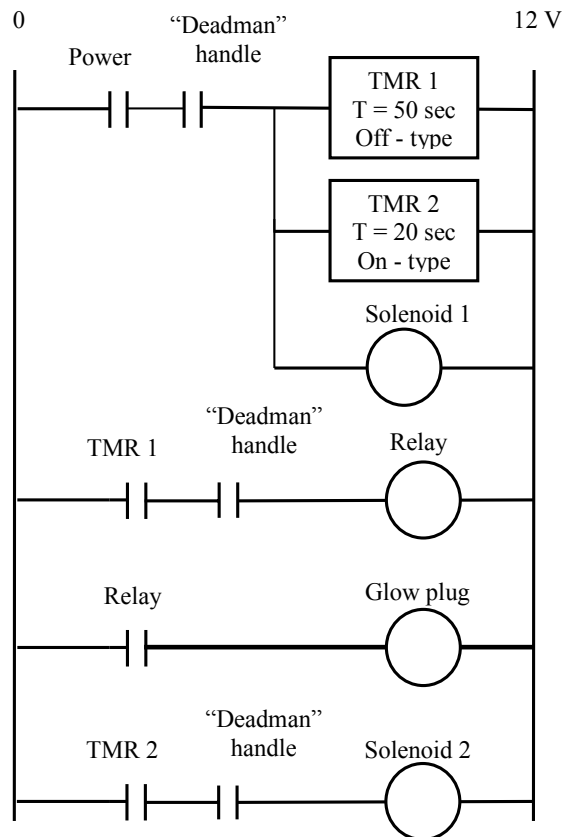 0
12 V
Power
“Deadman”
handle
TMR 1
T = 50 sec
Off - type
TMR 2
T = 20 sec
On - type
Solenoid 1
TMR 1
“Deadman”
handle
Relay
Relay
Glow plug
TMR 2
“Deadman”
handle
Solenoid 2